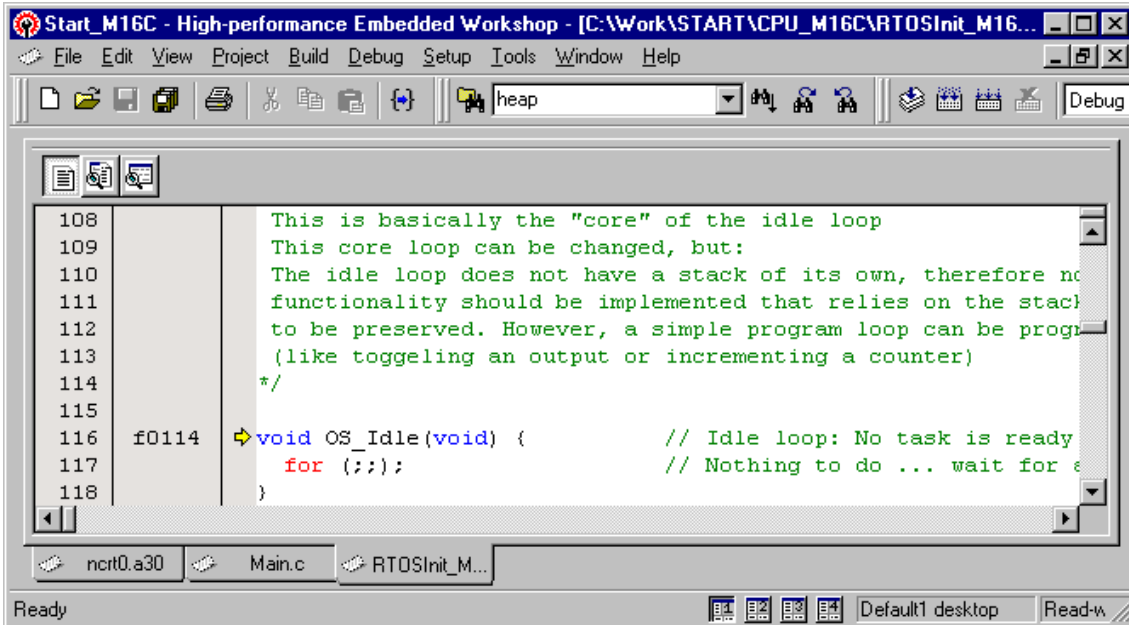 Start_M16C - High-performance Embedded Workshop - [C:\Work\START\CPU_M16C\RTOSInit_M16...
File Edit View Project Build Debug Setup Tools Window Help
heap Debug
108 This is basically the "core" of the idle loop
109 This core loop can be changed, but:
110 The idle loop does not have a stack of its own, therefore no
111 functionality should be implemented that relies on the stack
112 to be preserved. However, a simple program loop can be progr
113 (like toggeling an output or incrementing a counter)
114 */
115
116 f0114 void OS_Idle(void) { // Idle loop: No task is ready
117 for (;;); // Nothing to do ... wait for
118 }
ncrt0.a30 Main.c RTOSInit_M...
Ready 1 2 3 4 Default1 desktop Read-w